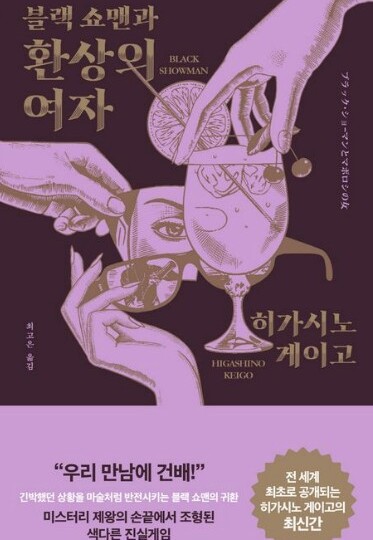 블랙 쇼맨과
환상의
여자
BLACK
SHOWMAN
ブラック・ショーマンとマボロシの女
히가시노
게이고
HIGASHINO
KEIGO
최고은 옮김
“우리 만남에 건배!”
긴박했던 상황을 마술처럼 반전시키는 블랙 쇼맨의 귀환
미스터리 제왕의 손끝에서 조형된
색다른 진실게임
전 세계
최초로 공개되는
히가시노 게이고의
최신간